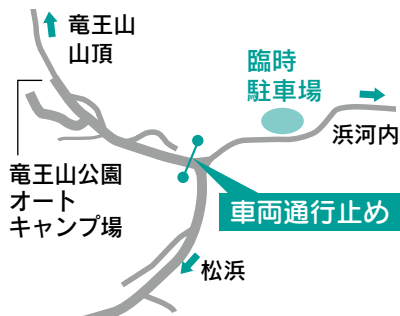 竜王山
山頂
臨時
駐車場
浜河内
竜王山公園
オート
キャンプ場
車両通行止め
松浜